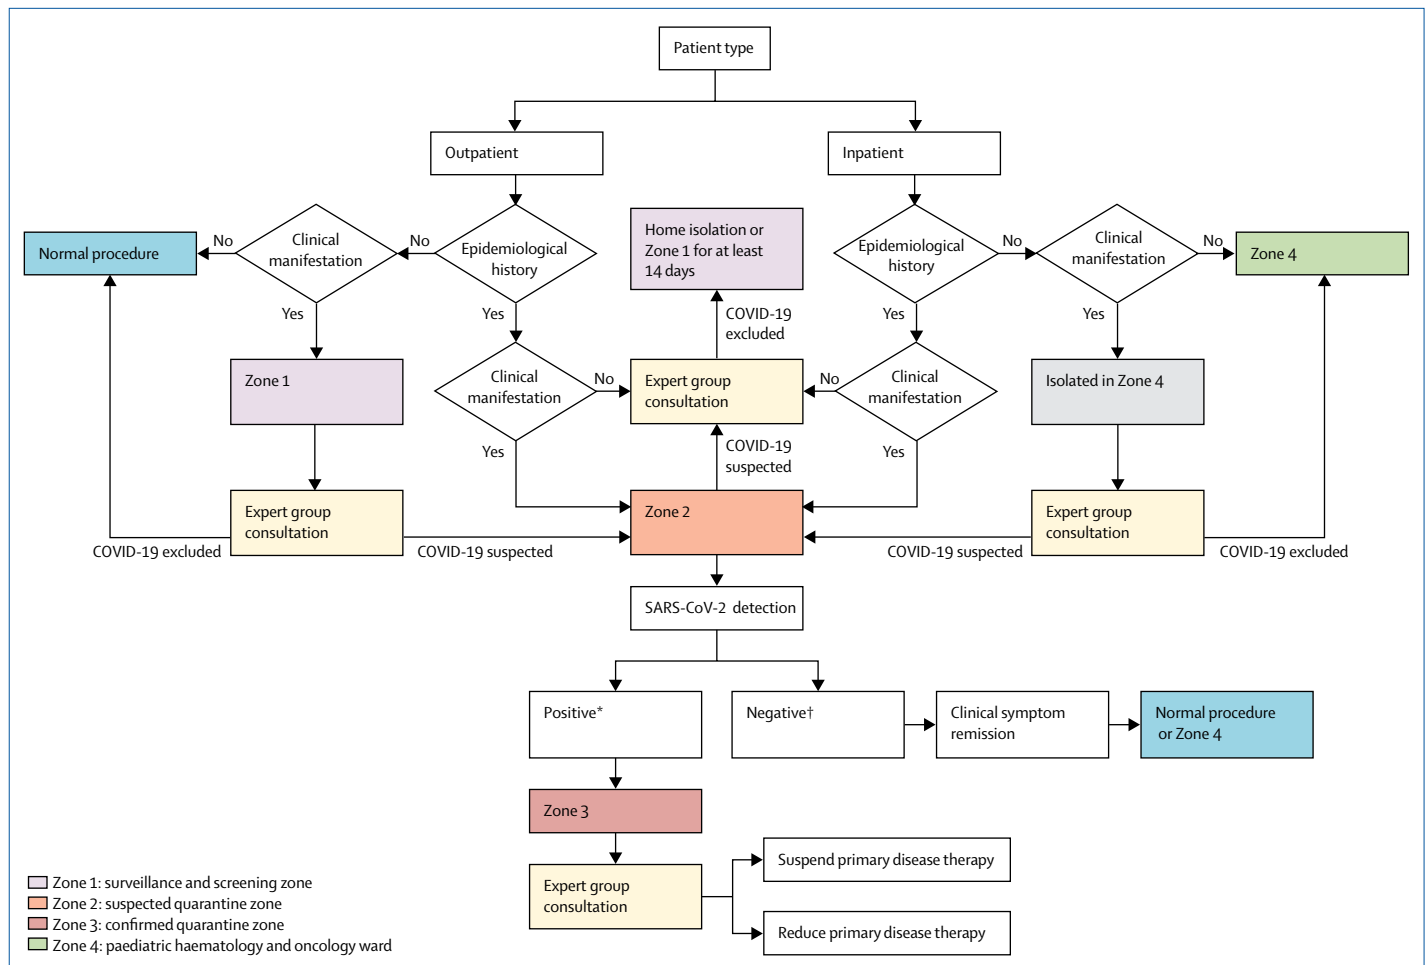 Patient type
Outpatient
Inpatient
Normal procedure
No
Clinical
manifestation
No
Epidemiological
history
Home isolation or
Zone 1 for at least
14 days
Epidemiological
history
No
Clinical
manifestation
No
Zone 4
Yes
Yes
COVID-19
excluded
Yes
Yes
Zone 1
Clinical
manifestation
No
Expert group
consultation
No
Clinical
manifestation
Isolated in Zone 4
Yes
COVID-19
suspected
Yes
Expert group
consultation
Zone 2
Expert group
consultation
COVID-19 excluded
COVID-19 suspected
COVID-19 suspected
COVID-19 excluded
SARS-CoV-2 detection
Positive*
Negative†
Clinical symptom
remission
Normal procedure
or Zone 4
Zone 3
Expert group
consultation
Suspend primary disease therapy
Reduce primary disease therapy
Zone 1: surveillance and screening zone
Zone 2: suspected quarantine zone
Zone 3: confirmed quarantine zone
Zone 4: paediatric haematology and oncology ward